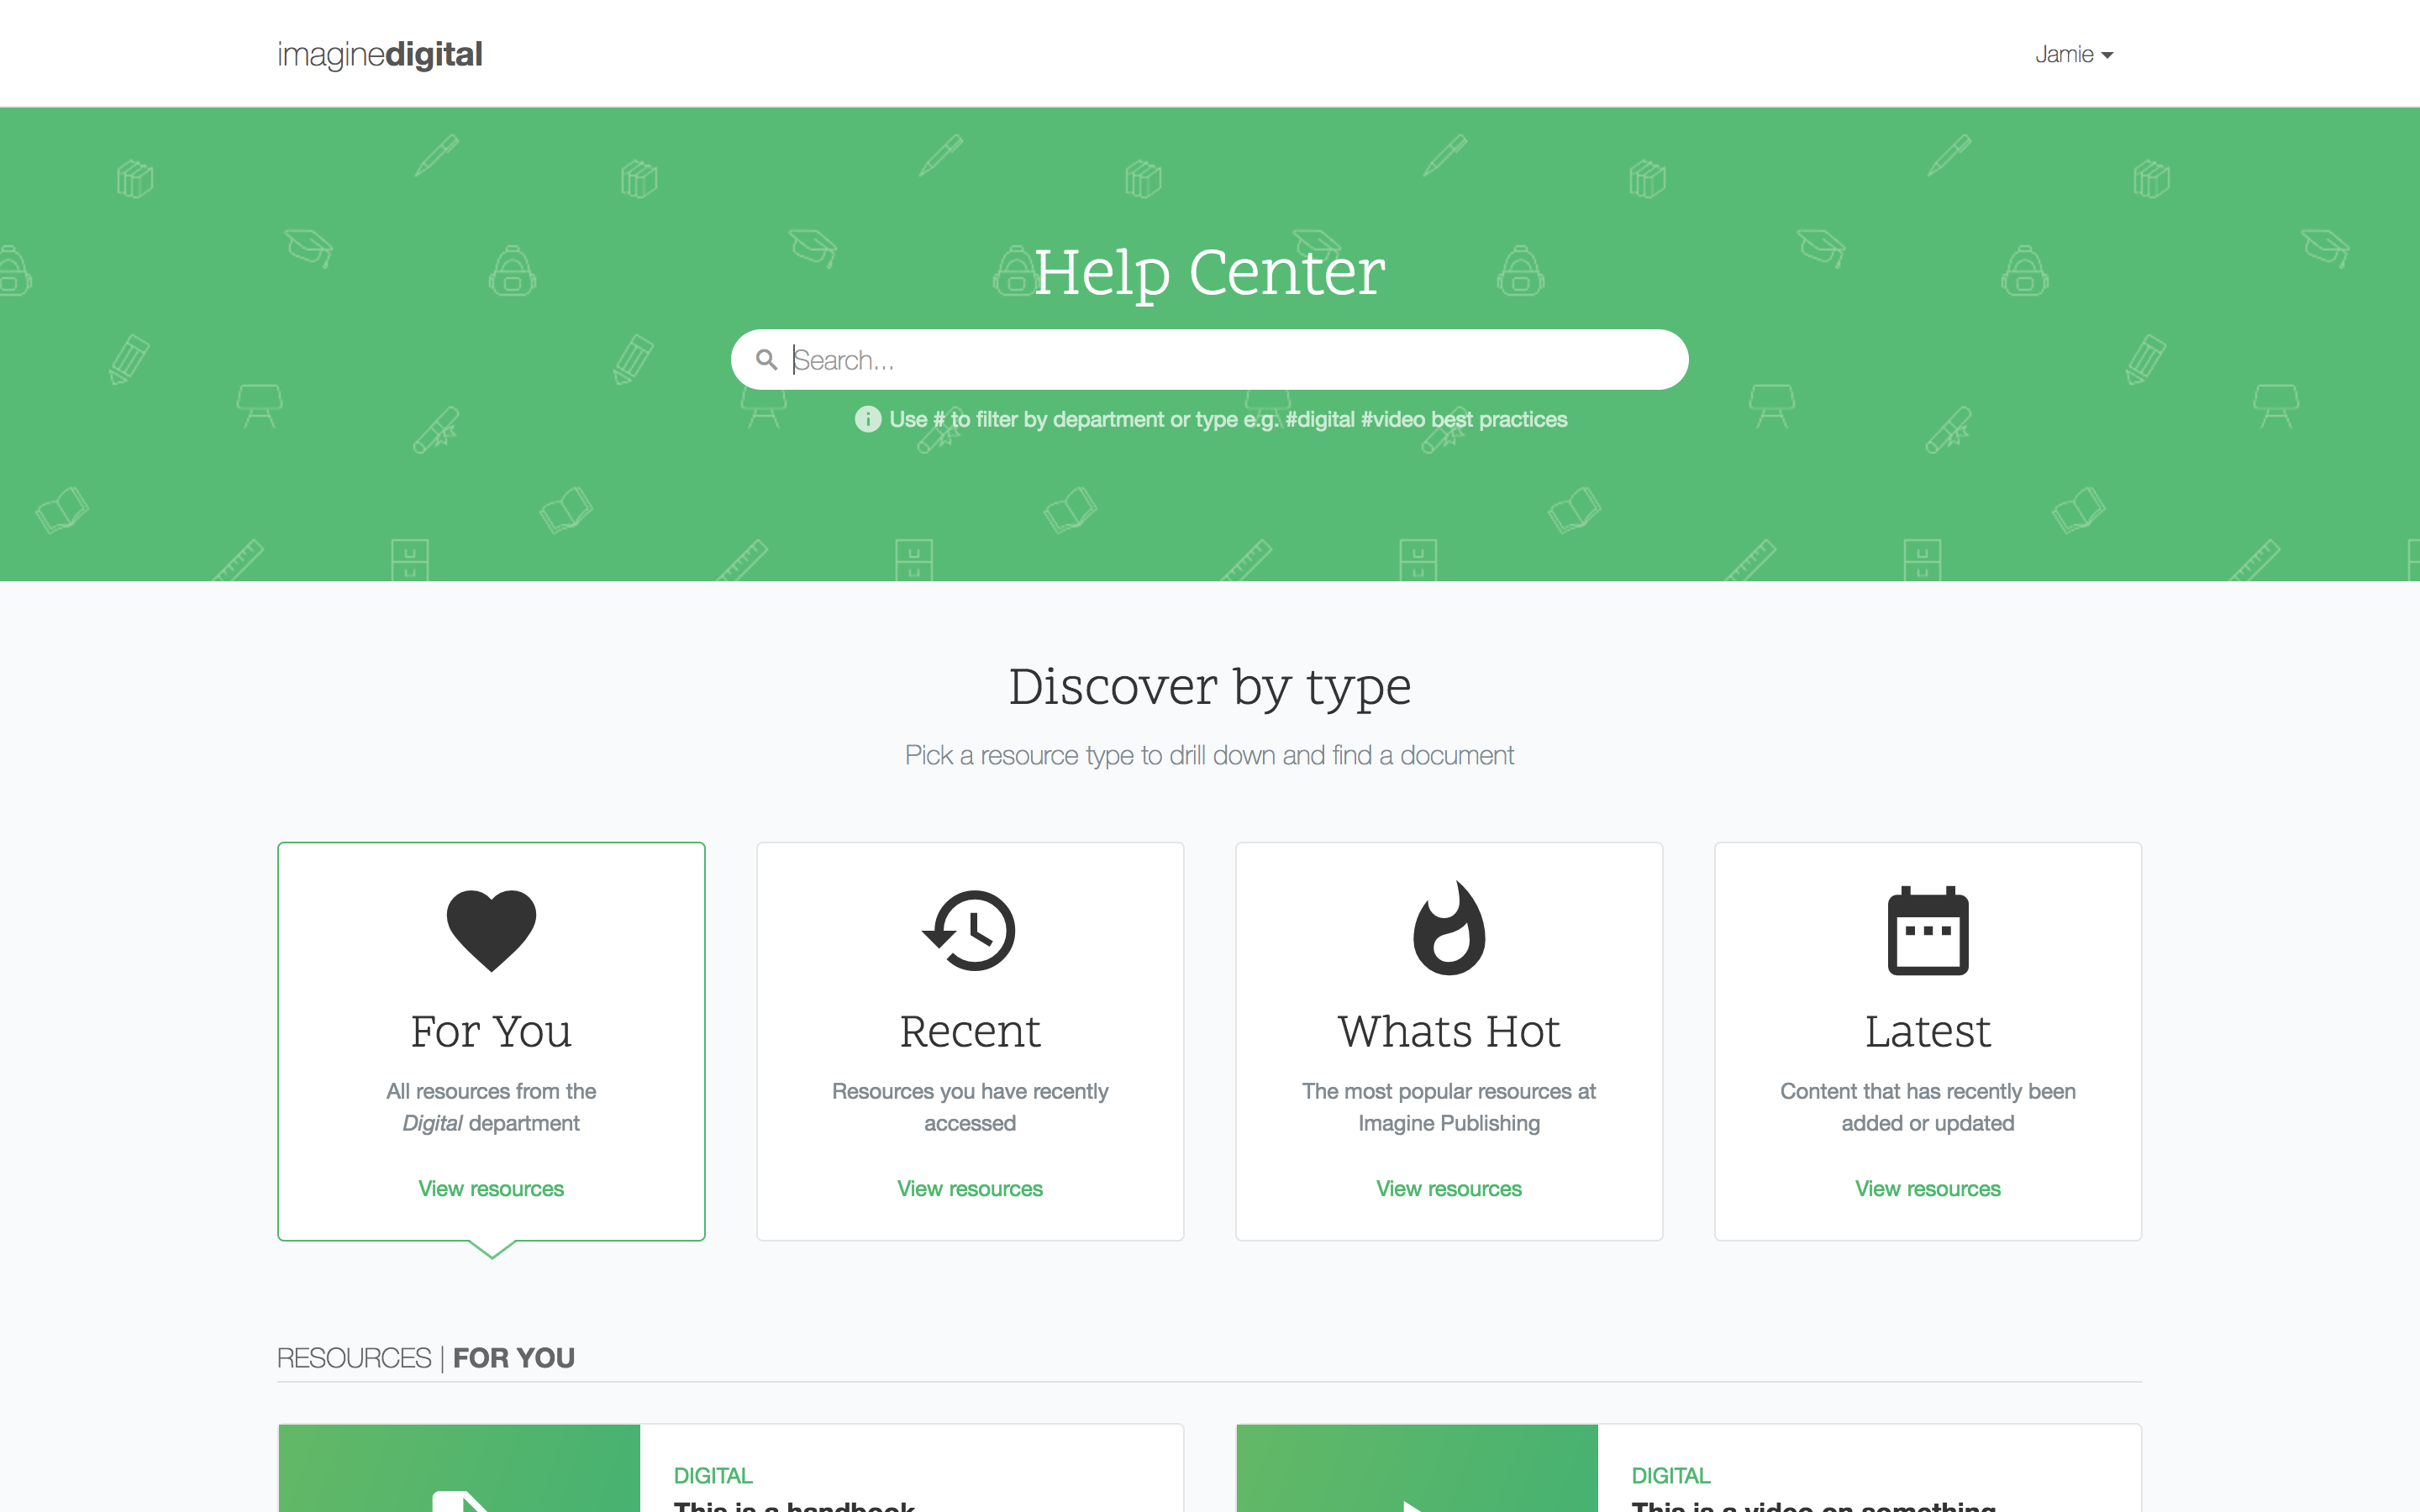 imaginedigital
Jamie
Help Center
Search...
Use # to filter by department or type e.g. #digital #video best practices
Discover by type
Pick a resource type to drill down and find a document
For You
All resources from the
Digital department
View resources
Recent
Resources you have recently
accessed
View resources
Whats Hot
The most popular resources at
Imagine Publishing
View resources
Latest
Content that has recently been
added or updated
View resources
RESOURCES | FOR YOU
DIGITAL
This is a handbook
DIGITAL
This is a video on something